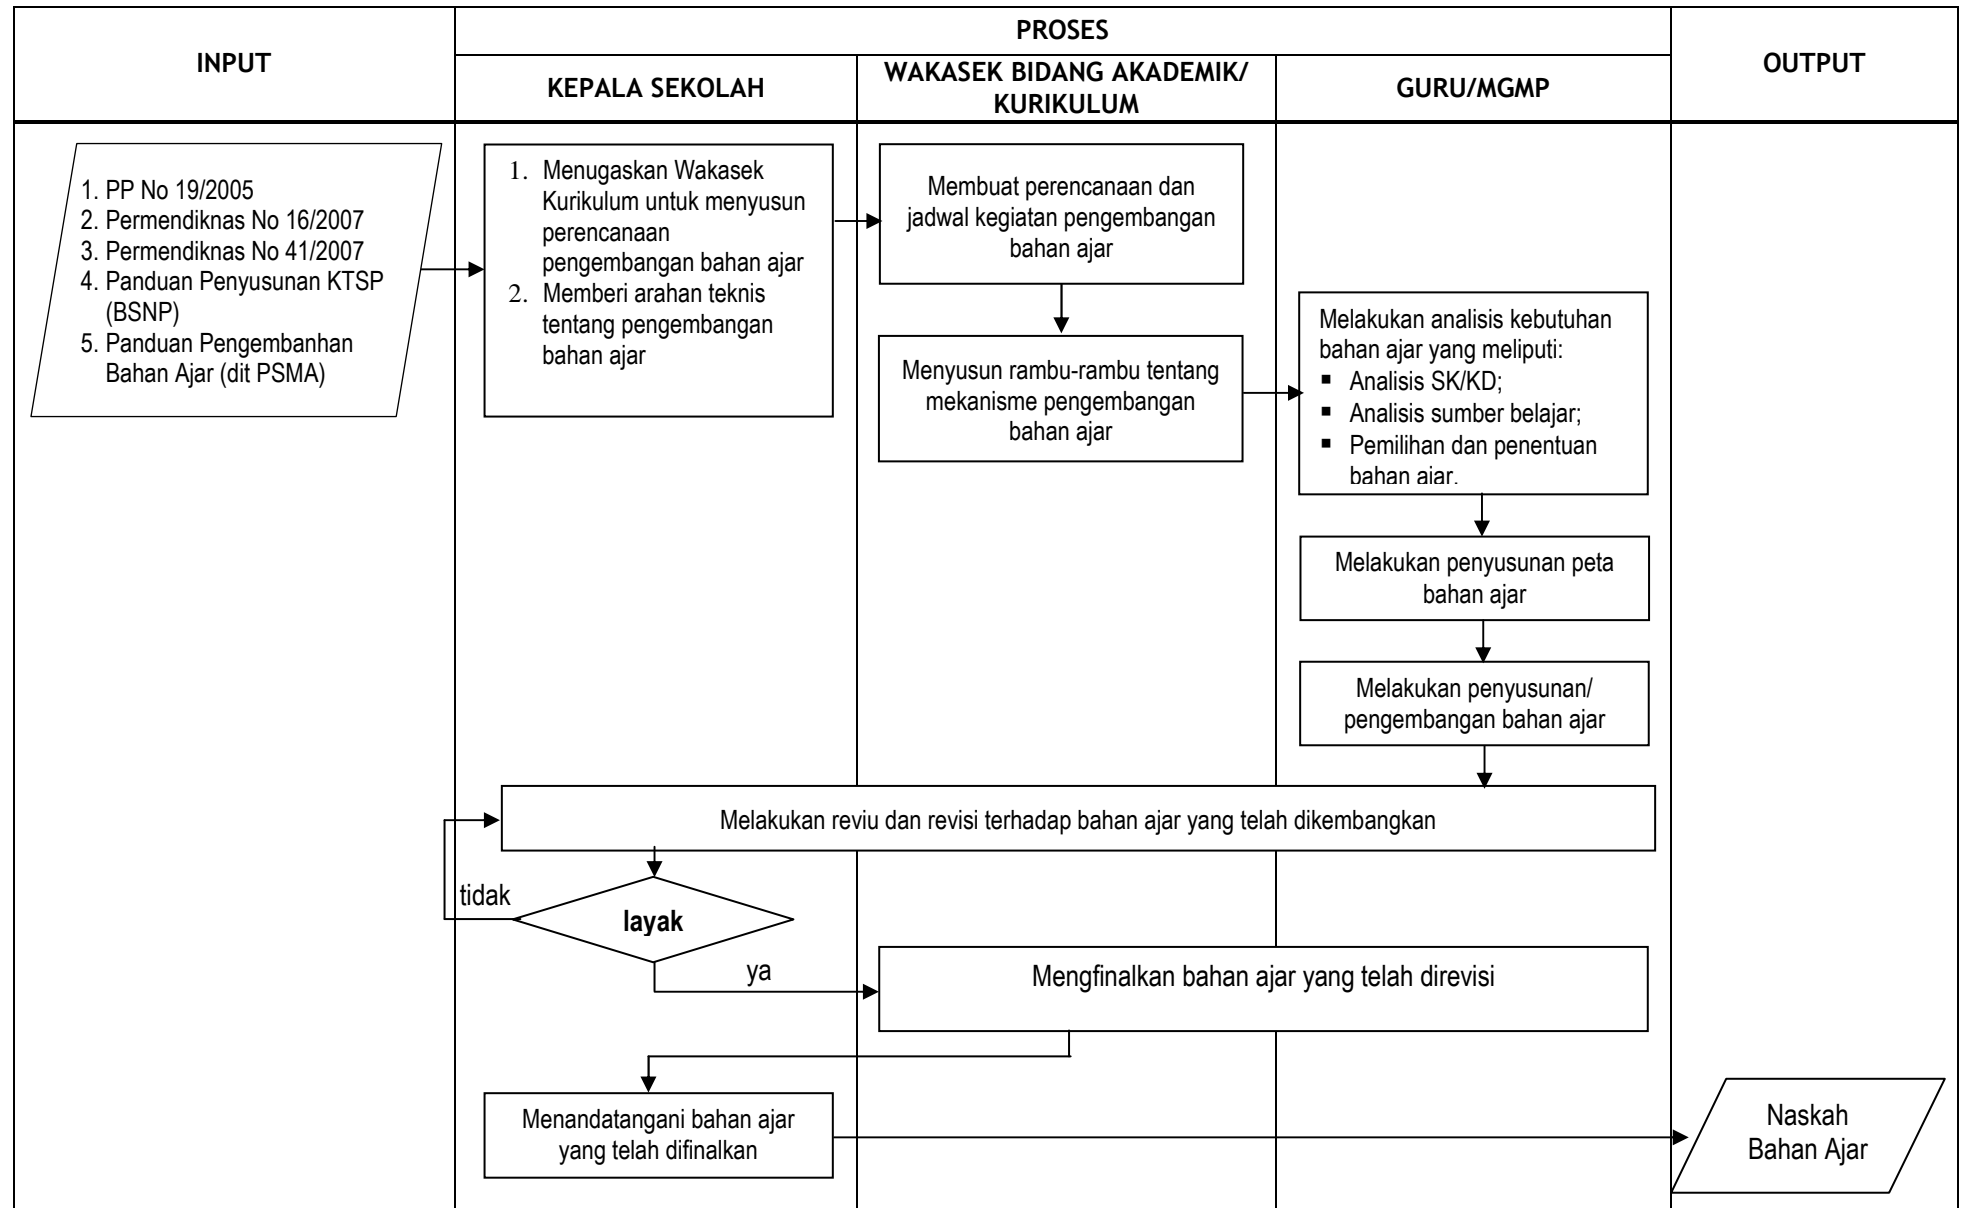 INPUT
PROSES
OUTPUT
KEPALA SEKOLAH
WAKASEK BIDANG AKADEMIK/
KURIKULUM
GURU/MGMP
1. PP No 19/2005
2. Permendiknas No 16/2007
3. Permendiknas No 41/2007
4. Panduan Penyusunan KTSP
(BSNP)
5. Panduan Pengembanhan
Bahan Ajar (dit PSMA)
1. Menugaskan Wakasek
Kurikulum untuk menyusun
perencanaan
pengembangan bahan ajar
2. Memberi arahan teknis
tentang pengembangan
bahan ajar
Membuat perencanaan dan
jadwal kegiatan pengembangan
bahan ajar
Menyusun rambu-rambu tentang
mekanisme pengembangan
bahan ajar
Melakukan analisis kebutuhan
bahan ajar yang meliputi:
▪ Analisis SK/KD;
▪ Analisis sumber belajar;
▪ Pemilihan dan penentuan
bahan ajar.
Melakukan penyusunan peta
bahan ajar
Melakukan penyusunan/
pengembangan bahan ajar
Melakukan reviu dan revisi terhadap bahan ajar yang telah dikembangkan
tidak
layak
ya
Mengfinalkan bahan ajar yang telah direvisi
Menandatangani bahan ajar
yang telah difinalkan
Naskah
Bahan Ajar